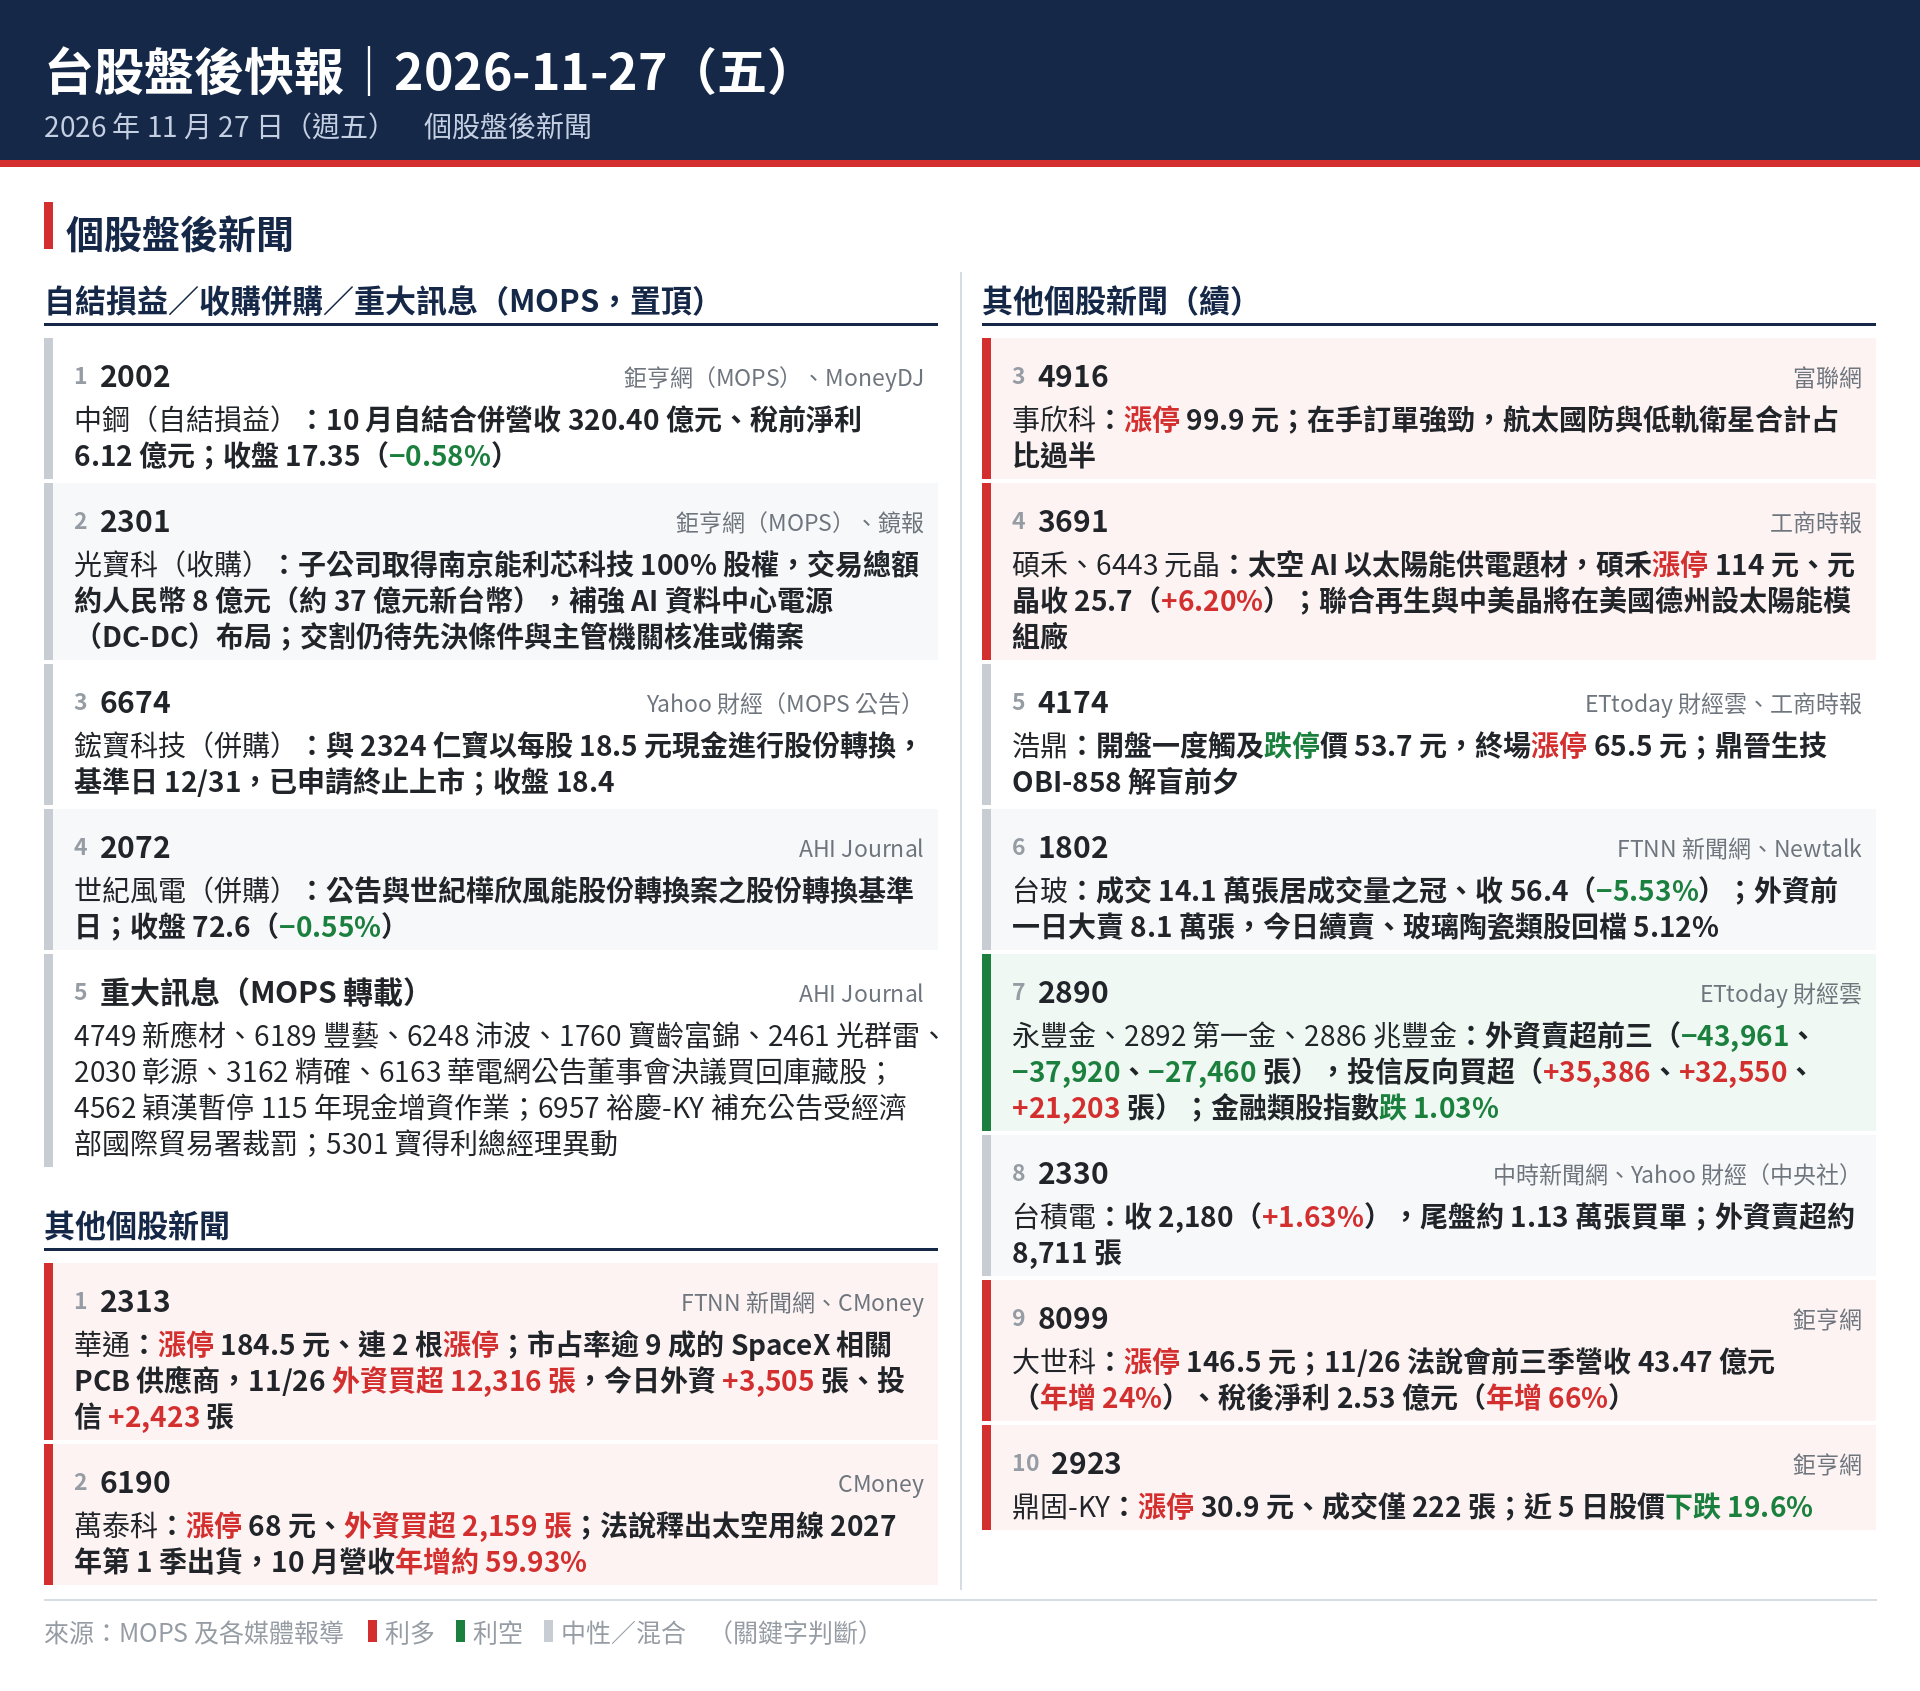 台股盤後快報｜2026-11-27（五）
2026 年 11 月 27 日（週五）　個股盤後新聞
個股盤後新聞
自結損益／收購併購／重大訊息（MOPS，置頂）
1 2002 鉅亨網（MOPS）、MoneyDJ
中鋼（自結損益）：10 月自結合併營收 320.40 億元、稅前淨利
6.12 億元；收盤 17.35（−0.58%）
2 2301 鉅亨網（MOPS）、鏡報
光寶科（收購）：子公司取得南京能利芯科技 100% 股權，交易總額
約人民幣 8 億元（約 37 億元新台幣），補強 AI 資料中心電源
（DC-DC）布局；交割仍待先決條件與主管機關核准或備案
3 6674 Yahoo 財經（MOPS 公告）
鋐寶科技（併購）：與 2324 仁寶以每股 18.5 元現金進行股份轉換，
基準日 12/31，已申請終止上市；收盤 18.4
4 2072 AHI Journal
世紀風電（併購）：公告與世紀樺欣風能股份轉換案之股份轉換基準
日；收盤 72.6（−0.55%）
5 重大訊息（MOPS 轉載） AHI Journal
4749 新應材、6189 豐藝、6248 沛波、1760 寶齡富錦、2461 光群雷、
2030 彰源、3162 精確、6163 華電網公告董事會決議買回庫藏股；
4562 穎漢暫停 115 年現金增資作業；6957 裕慶-KY 補充公告受經濟
部國際貿易署裁罰；5301 寶得利總經理異動
其他個股新聞
1 2313 FTNN 新聞網、CMoney
華通：漲停 184.5 元、連 2 根漲停；市占率逾 9 成的 SpaceX 相關
PCB 供應商，11/26 外資買超 12,316 張，今日外資 +3,505 張、投
信 +2,423 張
2 6190 CMoney
萬泰科：漲停 68 元、外資買超 2,159 張；法說釋出太空用線 2027
年第 1 季出貨，10 月營收年增約 59.93%
其他個股新聞（續）
3 4916 富聯網
事欣科：漲停 99.9 元；在手訂單強勁，航太國防與低軌衛星合計占
比過半
4 3691 工商時報
碩禾、6443 元晶：太空 AI 以太陽能供電題材，碩禾漲停 114 元、元
晶收 25.7（+6.20%）；聯合再生與中美晶將在美國德州設太陽能模
組廠
5 4174 ETtoday 財經雲、工商時報
浩鼎：開盤一度觸及跌停價 53.7 元，終場漲停 65.5 元；鼎晉生技
OBI-858 解盲前夕
6 1802 FTNN 新聞網、Newtalk
台玻：成交 14.1 萬張居成交量之冠、收 56.4（−5.53%）；外資前
一日大賣 8.1 萬張，今日續賣、玻璃陶瓷類股回檔 5.12%
7 2890 ETtoday 財經雲
永豐金、2892 第一金、2886 兆豐金：外資賣超前三（−43,961、
−37,920、−27,460 張），投信反向買超（+35,386、+32,550、
+21,203 張）；金融類股指數跌 1.03%
8 2330 中時新聞網、Yahoo 財經（中央社）
台積電：收 2,180（+1.63%），尾盤約 1.13 萬張買單；外資賣超約
8,711 張
9 8099 鉅亨網
大世科：漲停 146.5 元；11/26 法說會前三季營收 43.47 億元
（年增 24%）、稅後淨利 2.53 億元（年增 66%）
10 2923 鉅亨網
鼎固-KY：漲停 30.9 元、成交僅 222 張；近 5 日股價下跌 19.6%
來源：MOPS 及各媒體報導 利多 利空 中性／混合 （關鍵字判斷）